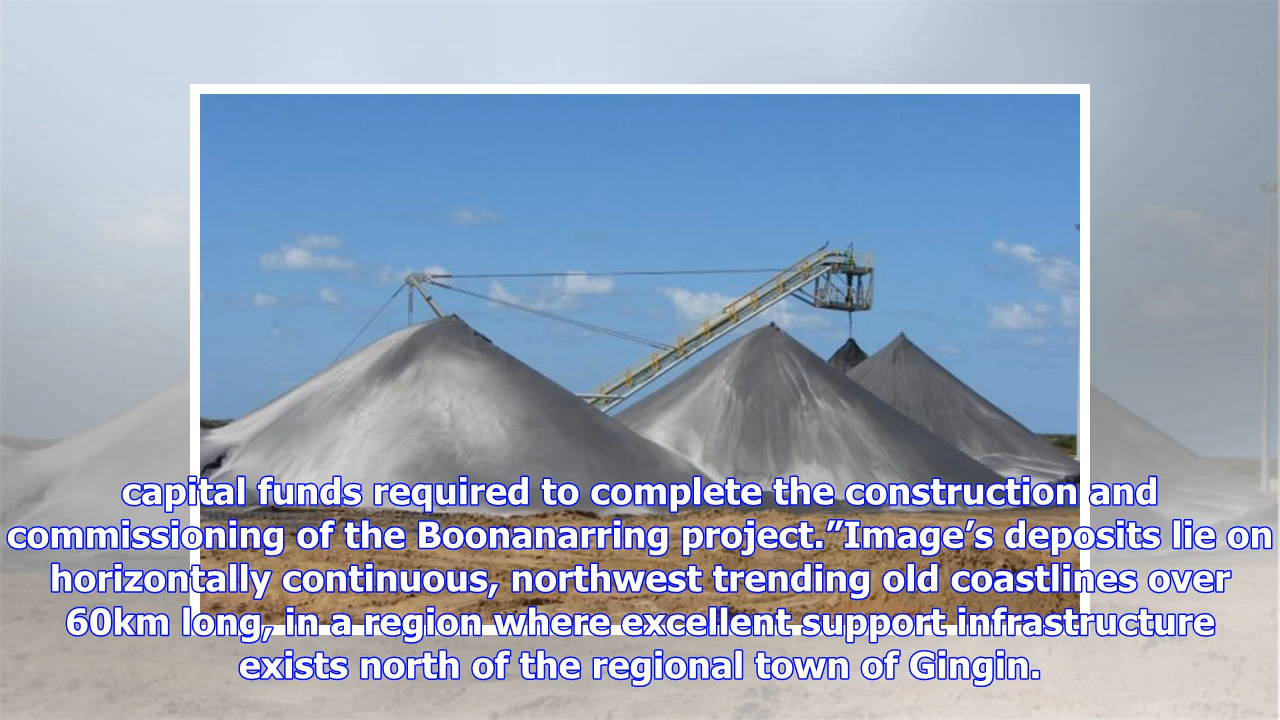 capital funds required to complete the construction and
commissioning of the Boonanarring project.”Image’s deposits lie on
horizontally continuous, northwest trending old coastlines over
60km long, in a region where excellent support infrastructure
exists north of the regional town of Gingin.